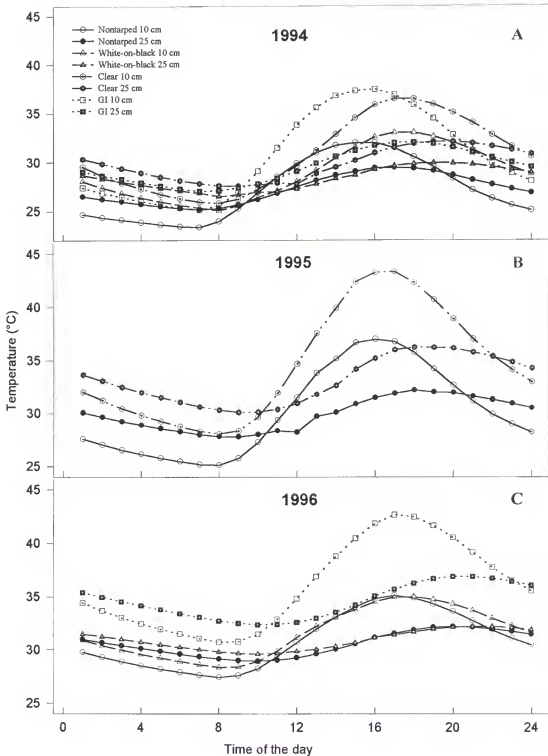 1994
A
Nontarped 10 cm
Nontarped 25 cm
White-on-black 10 cm
White-on-black 25 cm
Clear 10 cm
Clear 25 cm
GI 10 cm
GI 25 cm
45
40
35
30
25
1995
B
45
40
35
30
25
Temperature (°C)
1996
C
45
40
35
30
25
0 4 8 12 16 20 24
Time of the day